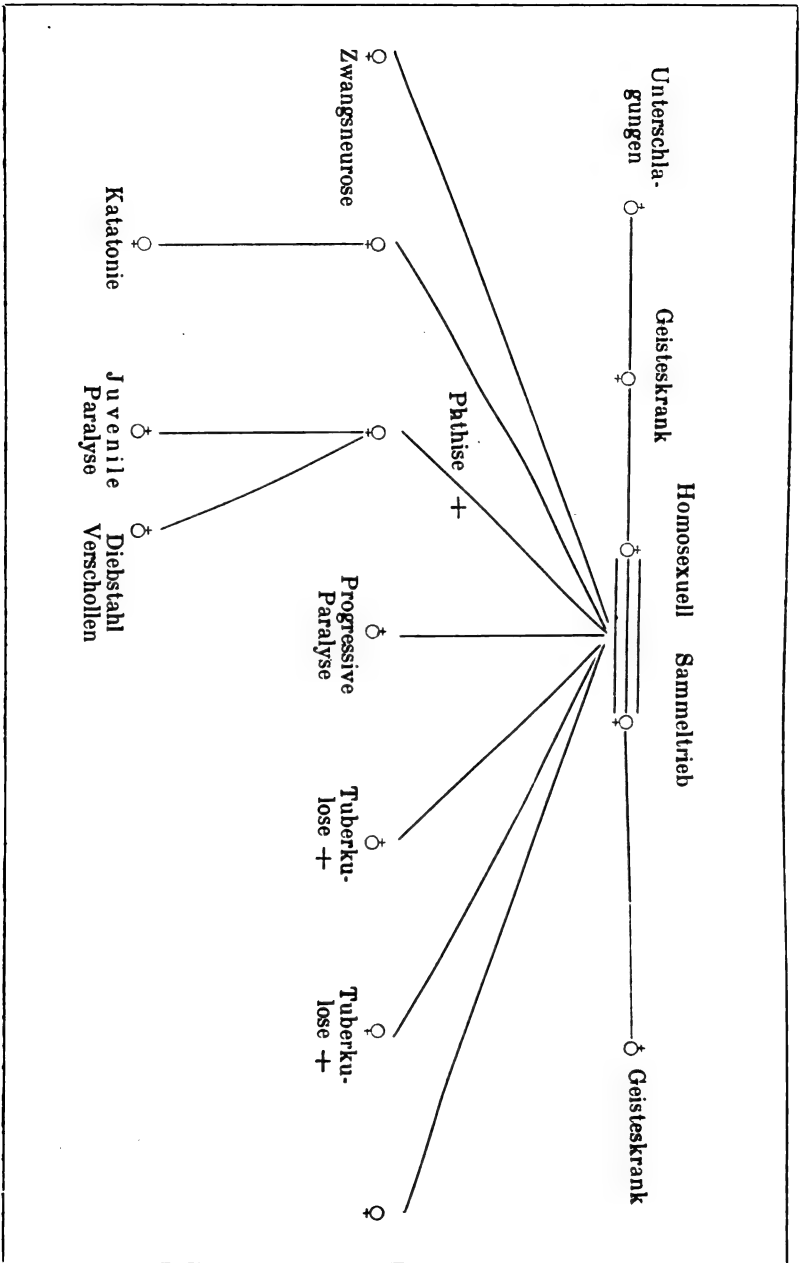 Unterschla-
gungen
Geisteskrank
Homosexuell Sammeltrieb
Geisteskrank
Phthise +
Zwangsneurose
Progressive
Paralyse
Tuberku-
lose +
Tuberku-
lose +
Katatonie
Juvenile
Paralyse
Diebstahl
Verschollen